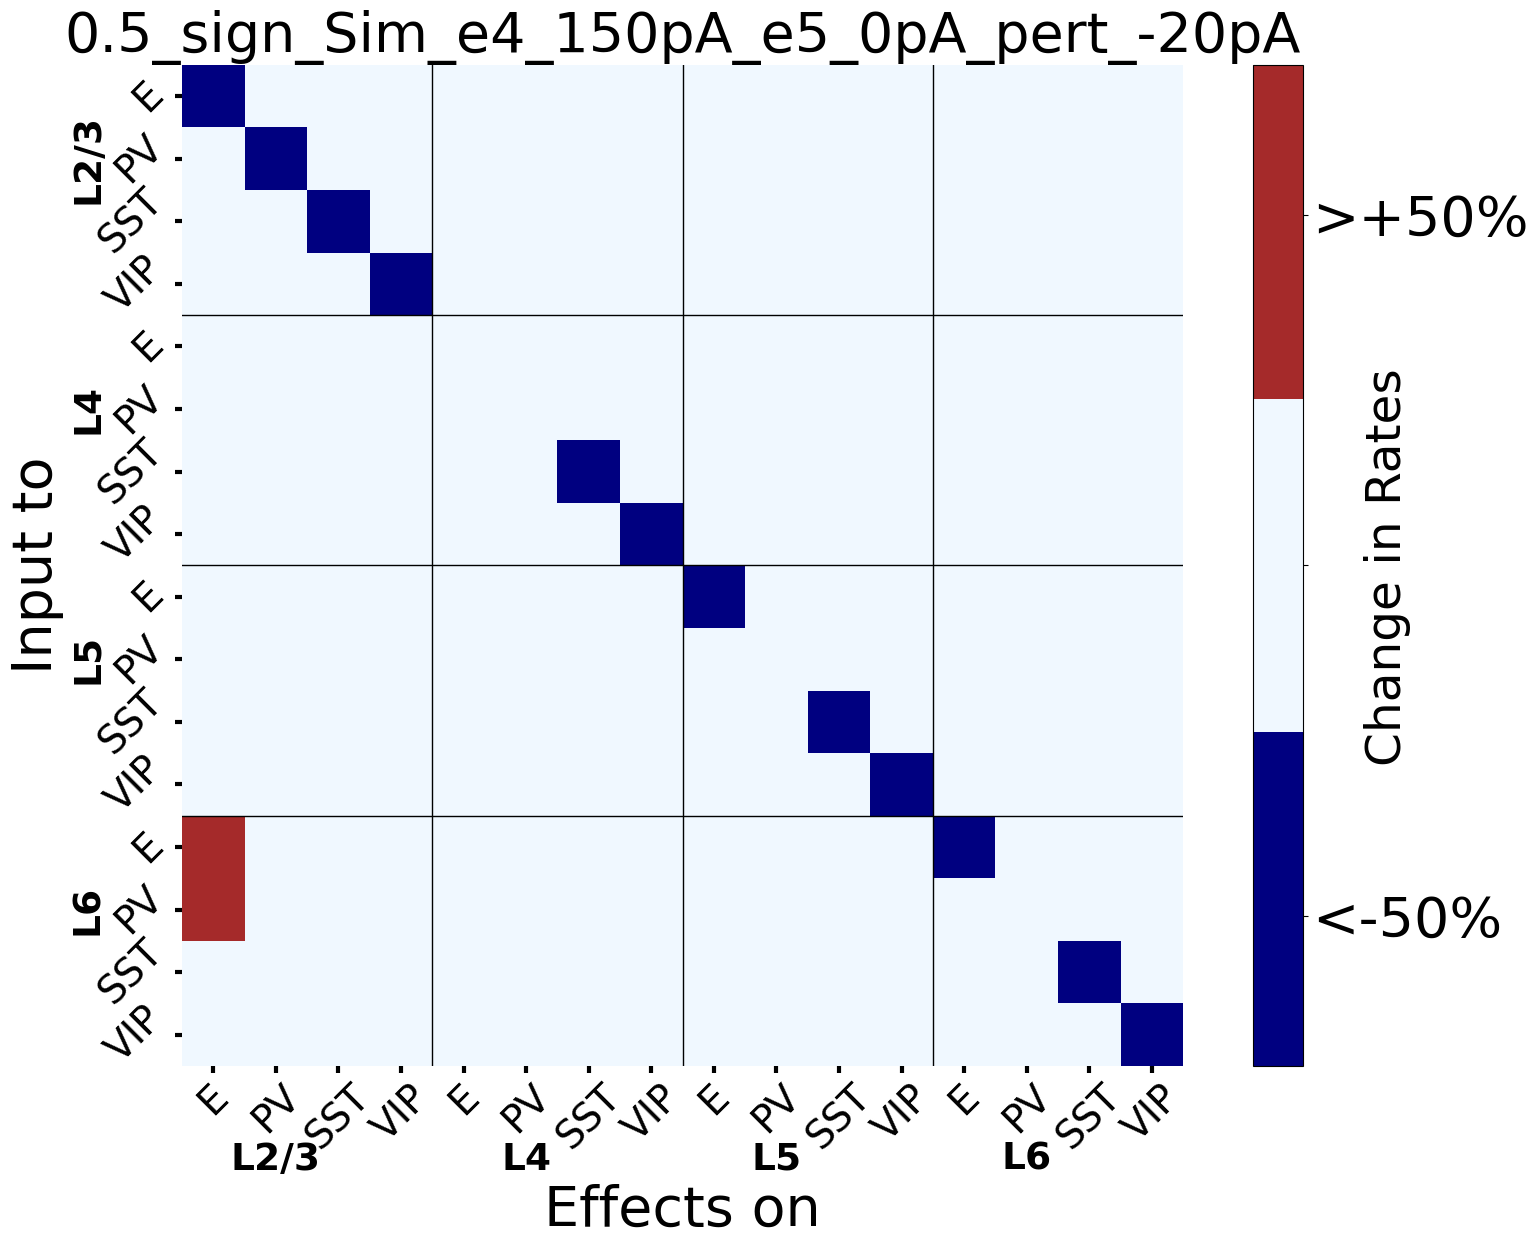 0.5_sign_Sim_e4_150pA_e5_0pA_pert_-20pA
Input to
L2/3
E
PV
SST
VIP
L4
E
PV
SST
VIP
L5
E
PV
SST
VIP
L6
E
PV
SST
VIP
E PV SST VIP E PV SST VIP E PV SST VIP E PV SST VIP
L2/3 L4 L5 L6
Effects on
>+50%
<-50%
Change in Rates